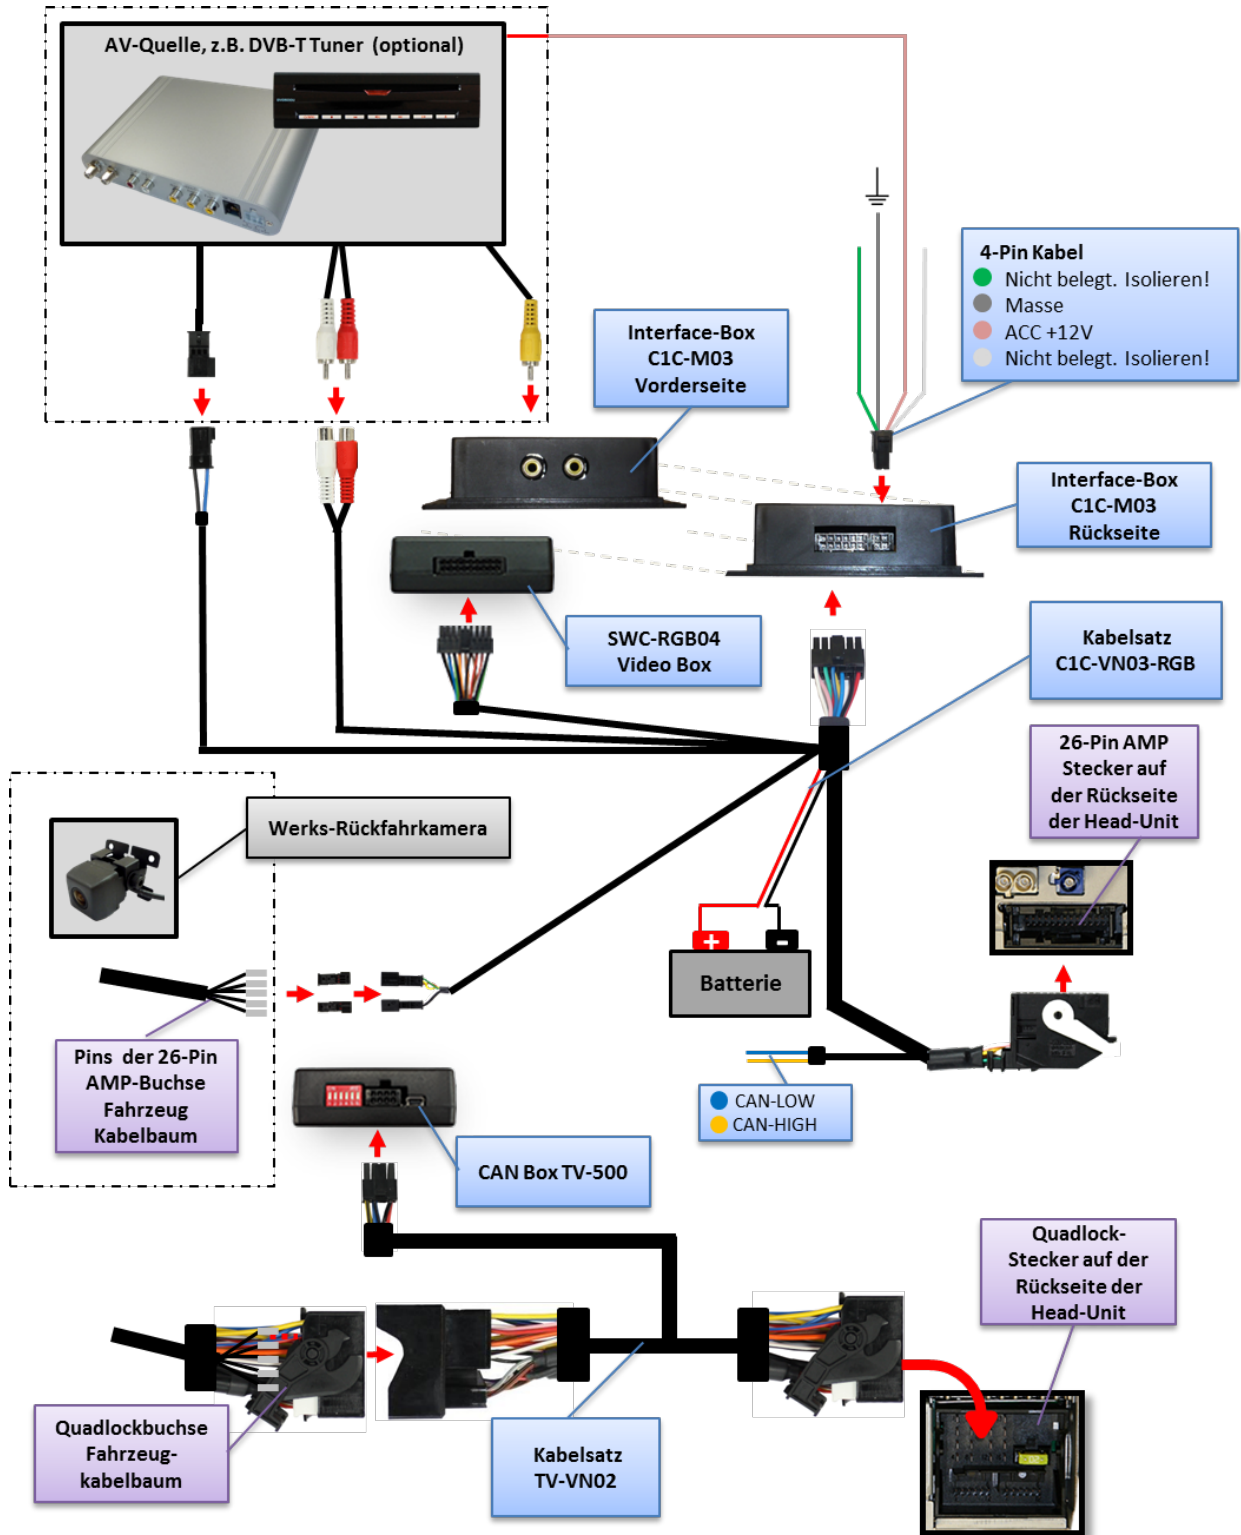 AV-Quelle, z.B. DVB-T Tuner (optional)
4-Pin Kabel
Nicht belegt. Isolieren!
Masse
ACC +12V
Nicht belegt. Isolieren!
Interface-Box
C1C-M03
Vorderseite
Interface-Box
C1C-M03
Rückseite
SWC-RGB04
Video Box
Kabelsatz
C1C-VN03-RGB
26-Pin AMP
Stecker auf
der Rückseite
der Head-Unit
Werks-Rückfahrkamera
+ -
Batterie
Pins der 26-Pin
AMP-Buchse
Fahrzeug
Kabelbaum
CAN-LOW
CAN-HIGH
CAN Box TV-500
Quadlock-
Stecker auf der
Rückseite der
Head-Unit
Quadlockbuchse
Fahrzeug-
kabelbaum
Kabelsatz
TV-VN02